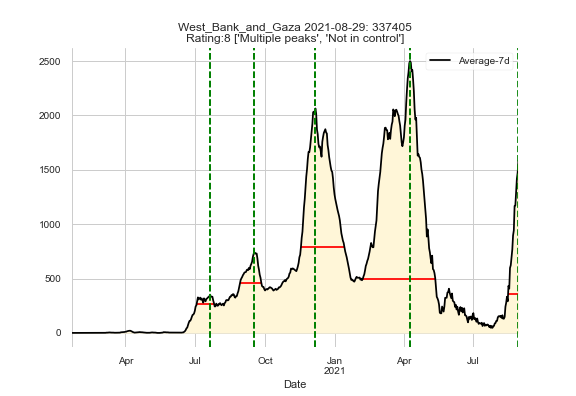 West_Bank_and_Gaza 2021-08-29: 337405
Rating:8 ['Multiple peaks', 'Not in control']
Average-7d
2500
2000
1500
1000
500
0
Apr Jul Oct Jan Apr Jul
2021
Date